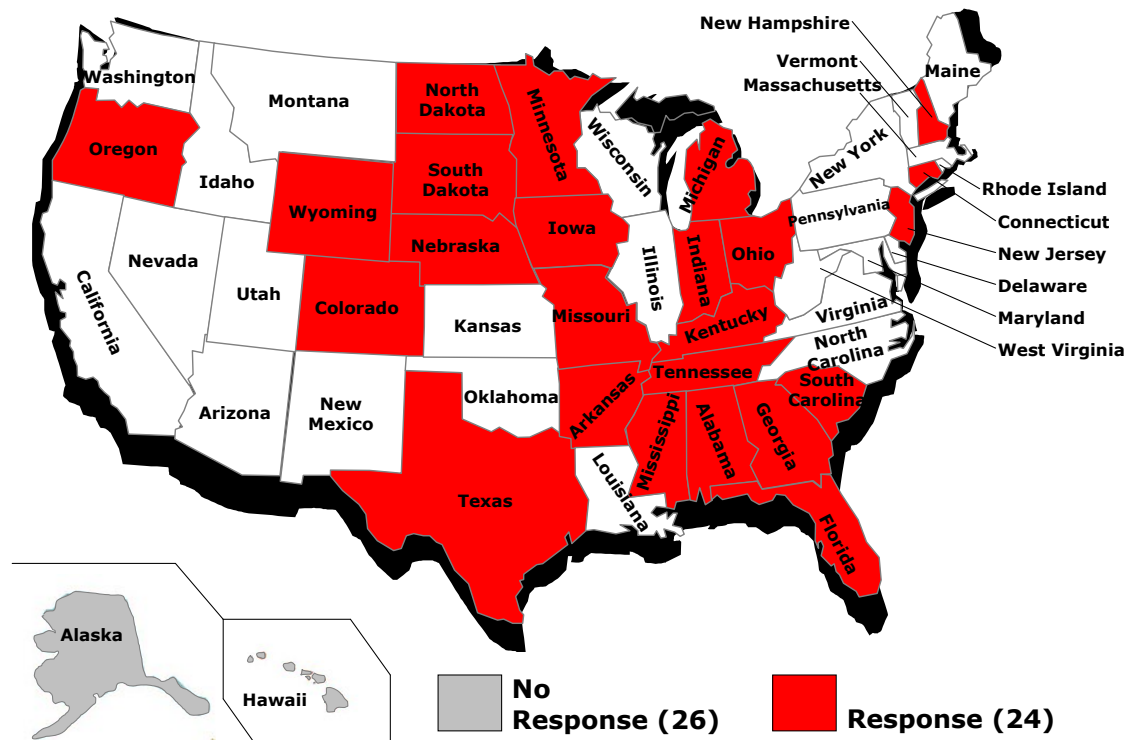 New Hampshire
Vermont
Massachusetts
Maine
Washington
Montana
North
Dakota
Minnesota
Wisconsin
Michigan
New York
Oregon
Idaho
South
Dakota
Wyoming
Rhode Island
Connecticut
Pennsylvania
Nebraska
Iowa
Illinois
Indiana
Ohio
New Jersey
Nevada
Utah
Colorado
Delaware
California
Kansas
Missouri
Kentucky
Virginia
Maryland
North
Carolina
West Virginia
Tennessee
South
Carolina
Arizona
New
Mexico
Oklahoma
Arkansas
Mississippi
Alabama
Georgia
Texas
Louisiana
Florida
Alaska
Hawaii
No
Response (26)
Response (24)